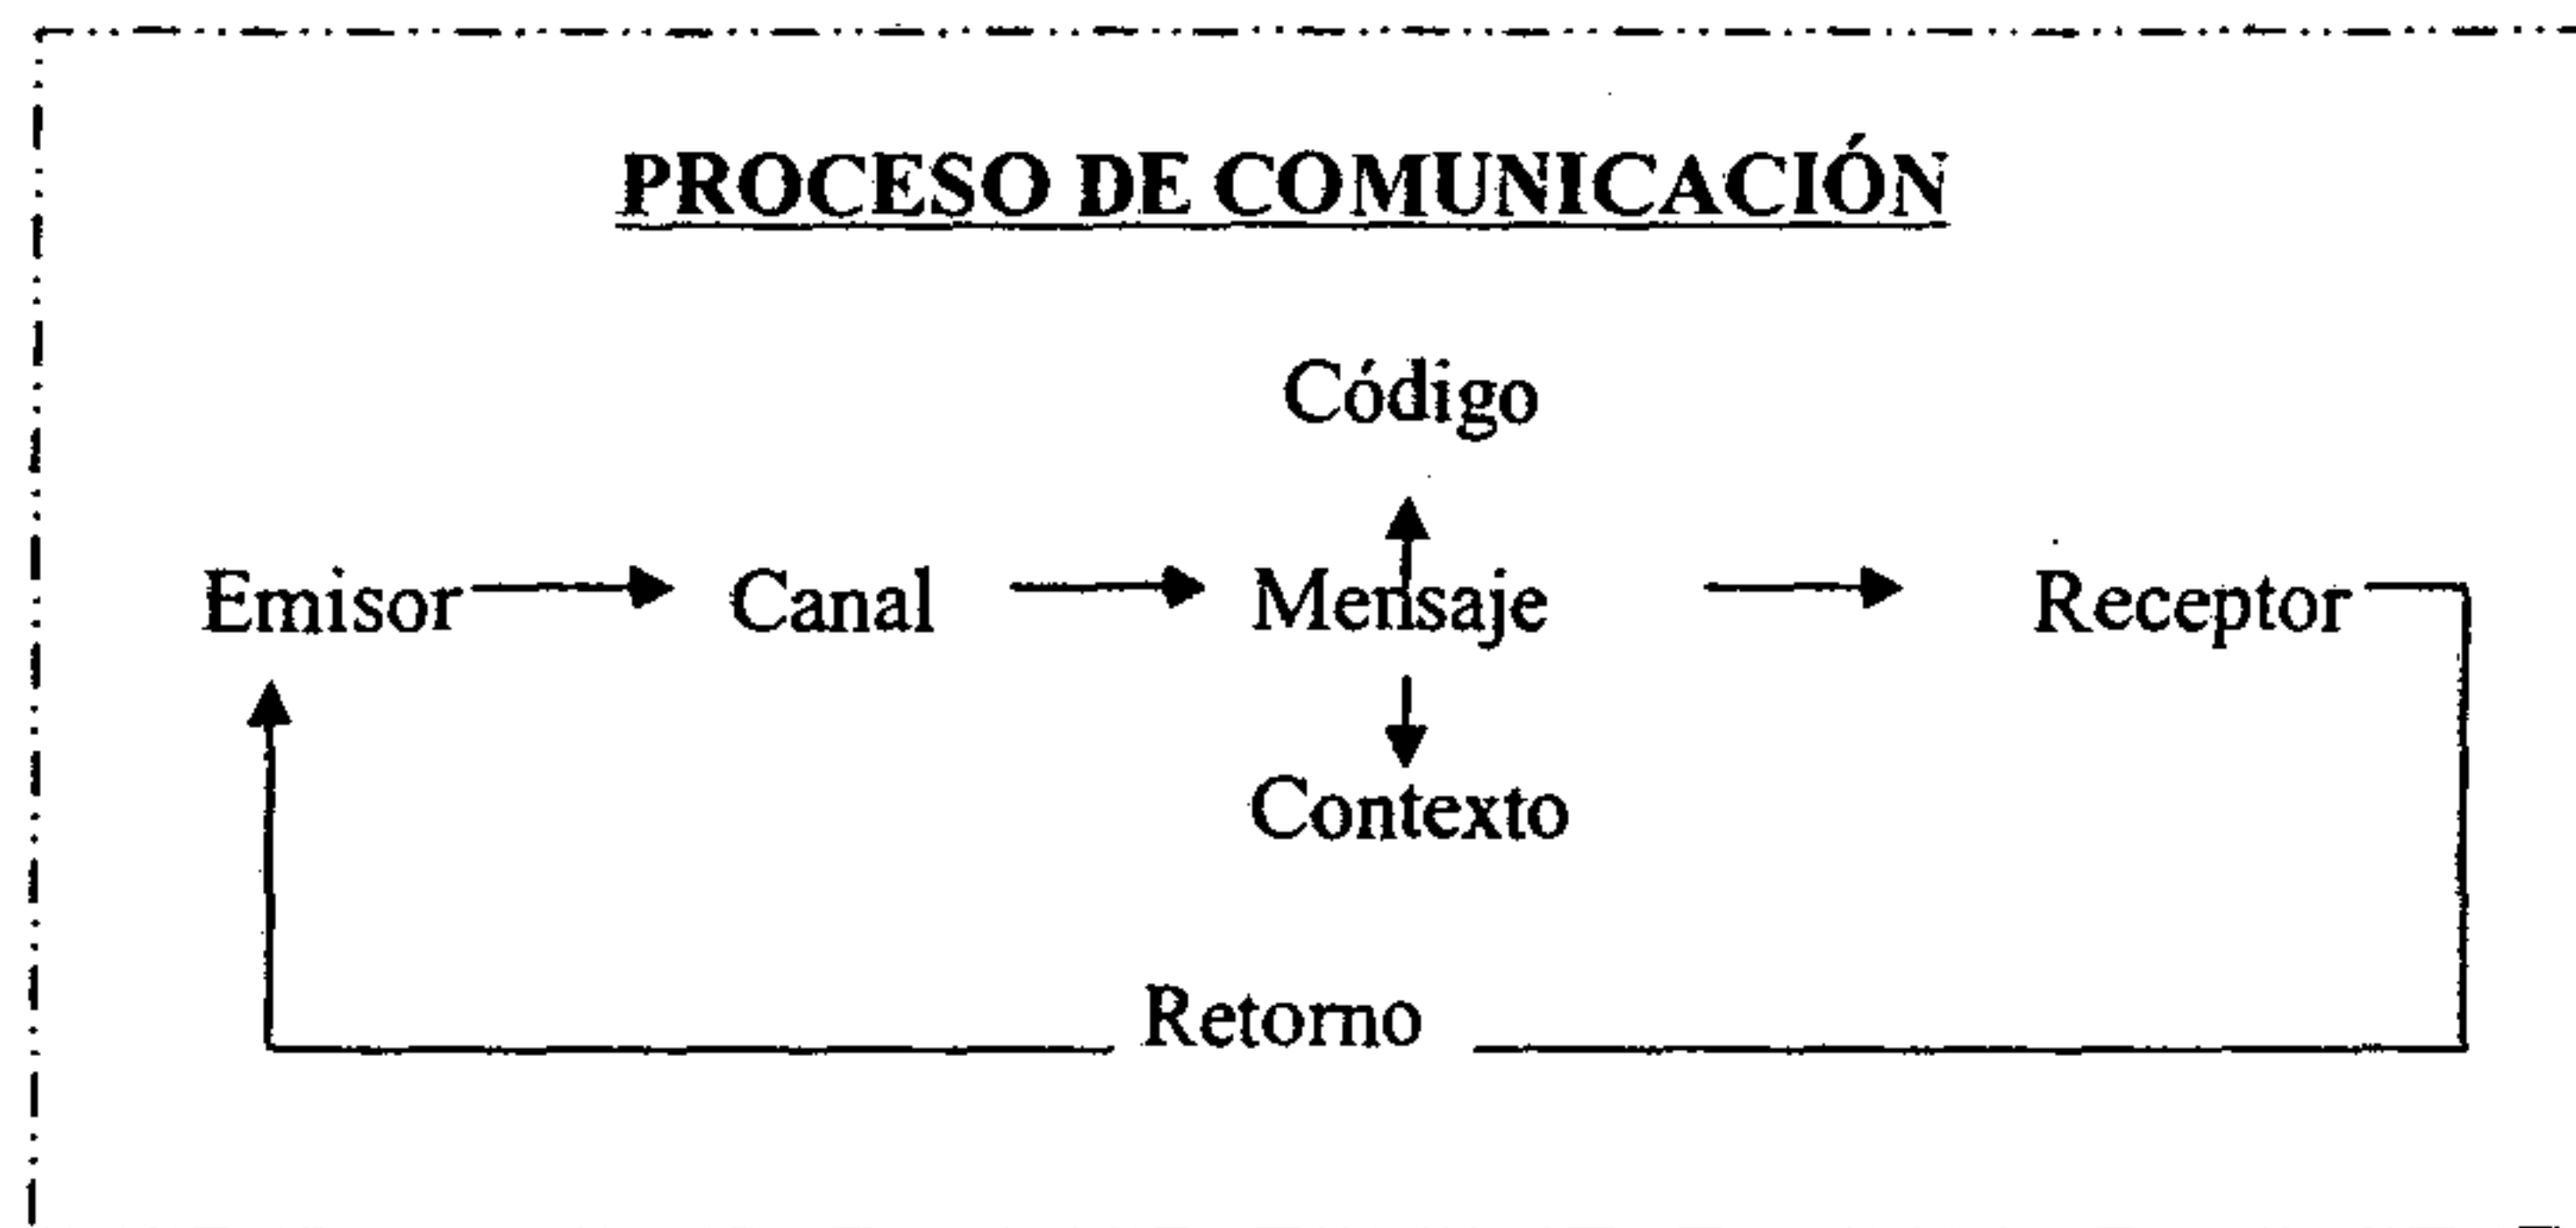 PROCESO DE COMUNICACIÓN
Código
Emisor Canal Mensaje Receptor
Contexto
Retorno